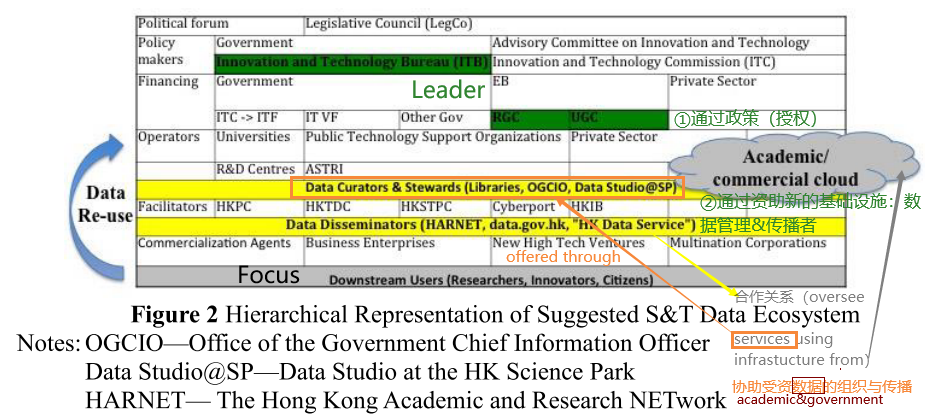 Political forum Legislative Council (LegCo)
Policy makers Government Advisory Committee on Innovation and Technology
Innovation and Technology Bureau (ITB) Innovation and Technology Commission (ITC)
Financing Government EB Private Sector
Leader
ITC -> ITF IT VF Other Gov RGC UGC
①通过政策（授权）
Operators Universities Public Technology Support Organizations Private Sector
R&D Centres ASTRI
Academic/
commercial cloud
Data
Re-use
Data Curators & Stewards (Libraries, OGCIO, Data Studio@SP)
②通过资助新的基础设施：数
据管理&传播者
Facilitators HKPC HKTDC HKSTPC Cyberport HKIB
Data Disseminators (HARNET, data.gov.hk, "HK Data Service")
Commercialization Agents Business Enterprises New High Tech Ventures Multination Corporations
offered through
Focus
Downstream Users (Researchers, Innovators, Citizens)
合作关系（oversee
services (using
infrastucture from）
协助受资数据的组织与传播
academic&government
Figure 2 Hierarchical Representation of Suggested S&T Data Ecosystem
Notes: OGCIO—Office of the Government Chief Information Officer
Data Studio@SP—Data Studio at the HK Science Park
HARNET— The Hong Kong Academic and Research NETwork